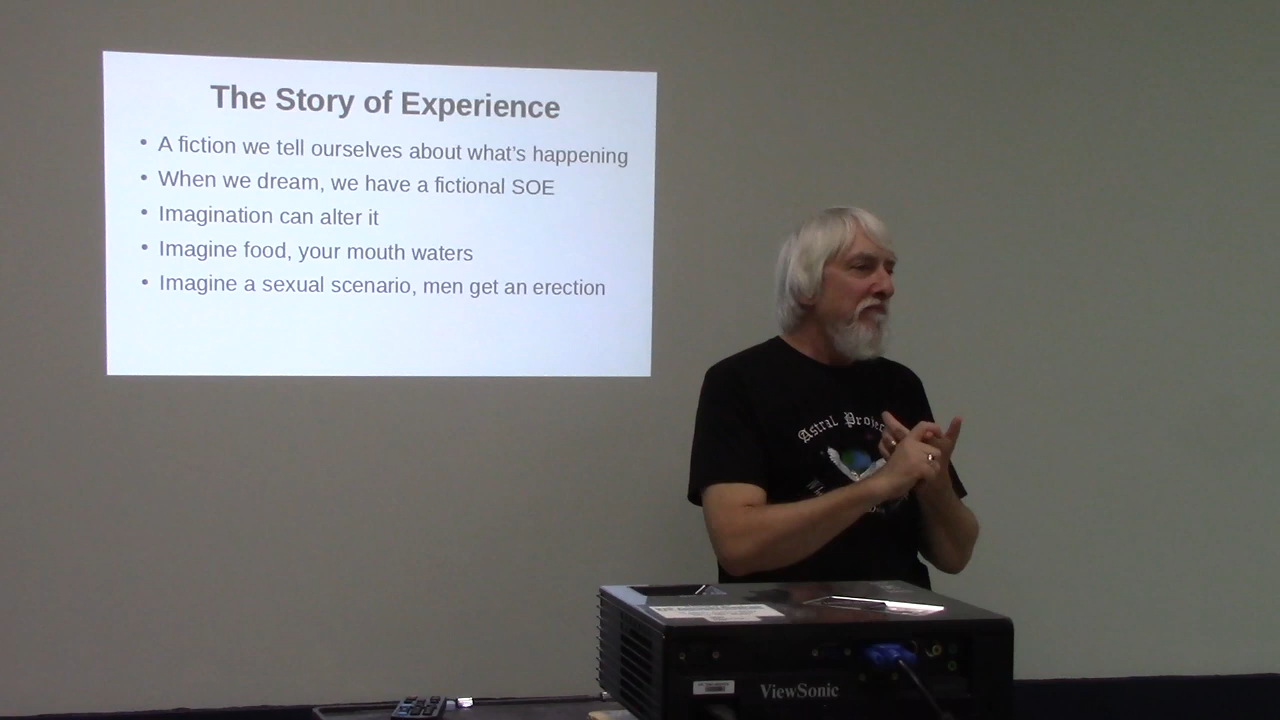 The Story of Experience
• A fiction we tell ourselves about what's happening
• When we dream, we have a fictional SOE
• Imagination can alter it
• Imagine food, your mouth waters
• Imagine a sexual scenario, men get an erection
Astral
ViewSonic